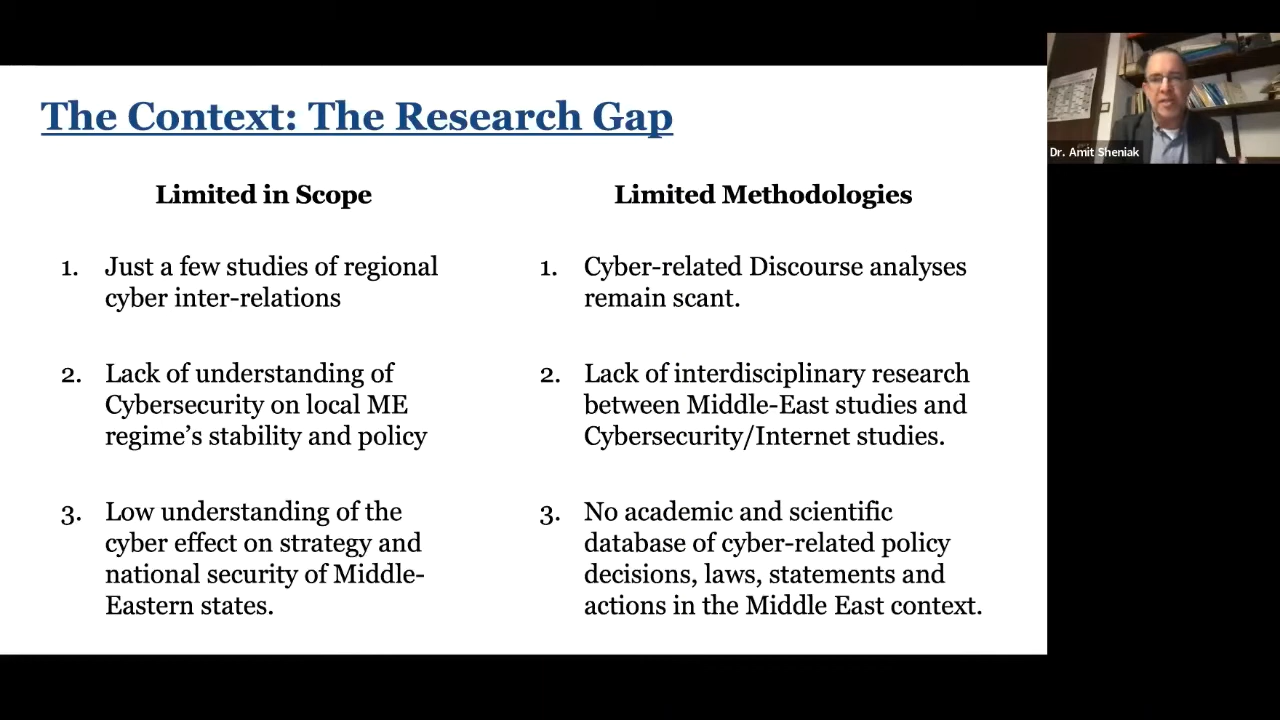 The Context: The Research Gap
Limited in Scope
1. Just a few studies of regional
cyber inter-relations
2. Lack of understanding of
Cybersecurity on local ME
regime’s stability and policy
3. Low understanding of the
cyber effect on strategy and
national security of Middle-
Eastern states.
Limited Methodologies
1. Cyber-related Discourse analyses
remain scant.
2. Lack of interdisciplinary research
between Middle-East studies and
Cybersecurity/Internet studies.
3. No academic and scientific
database of cyber-related policy
decisions, laws, statements and
actions in the Middle East context.
Dr. Amit Sheniak